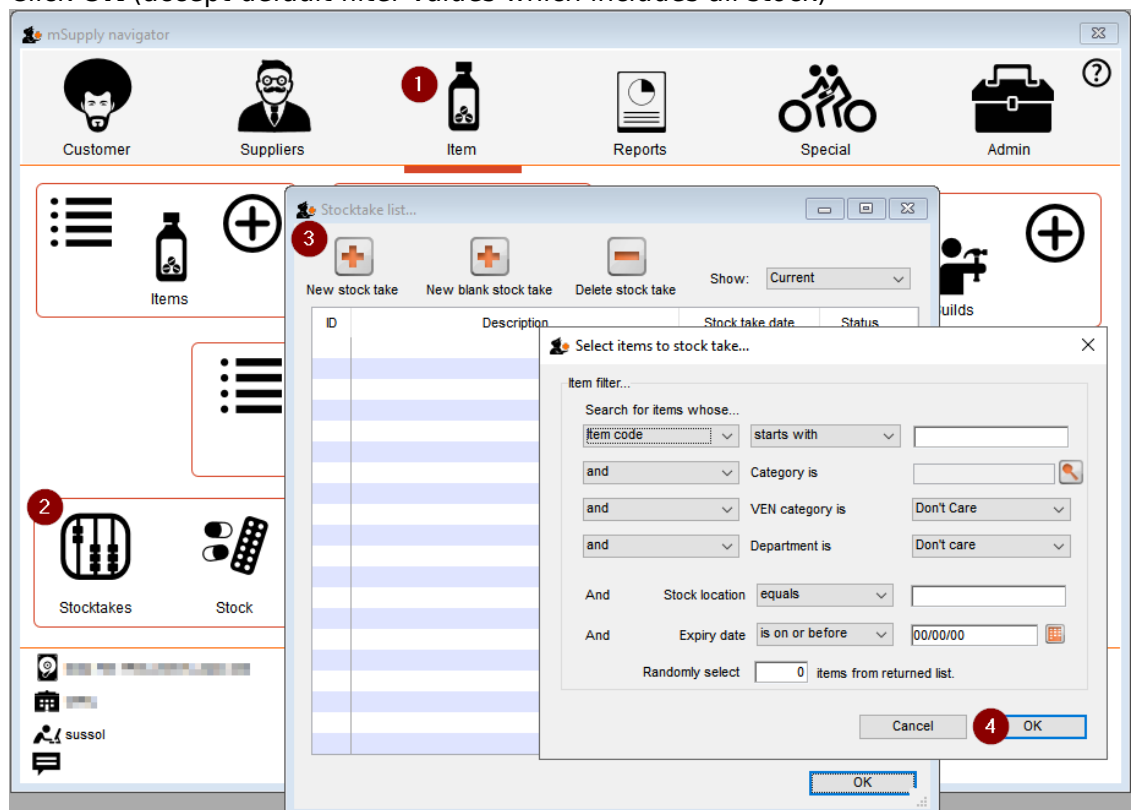 Click OK (accept default filter values which includes all stock)
mSupply navigator
1
Customer
Suppliers
Item
Reports
Special
Admin
?
Stocktake list...
3
New stock take
New blank stock take
Delete stock take
Show:
Current
Items
ID
Description
Stock take date
Status
Select items to stock take...
Item filter...
Search for items whose...
Item code
starts with
and
Category is
and
VEN category is
Don't Care
and
Department is
Don't care
And
Stock location
equals
And
Expiry date
is on or before
00/00/00
Randomly select
0
items from returned list.
Cancel
4
OK
2
Stocktakes
Stock
sussol
OK